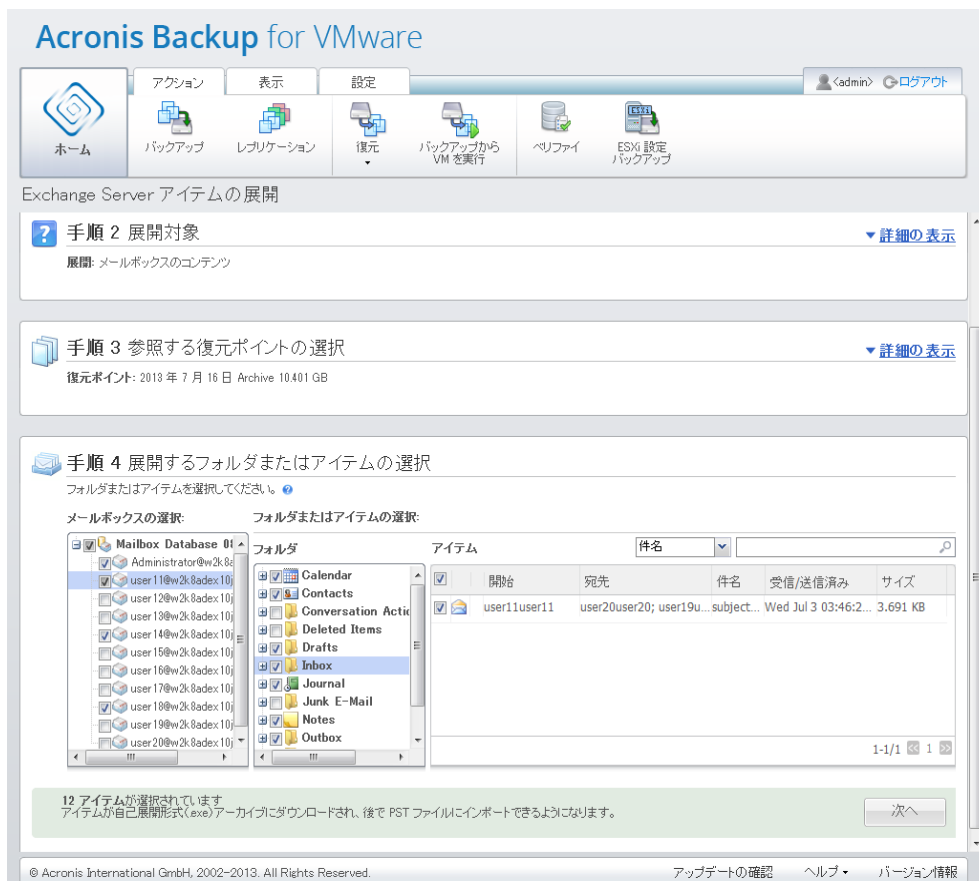 Acronis Backup for VMware
アクション 表示 設定
<admin> ログアウト
ホーム
バックアップ
レプリケーション
復元
バックアップから
VM を実行
ベリファイ
ESXi 設定
バックアップ
Exchange Server アイテムの展開
手順 2 展開対象
詳細の表示
展開: メールボックスのコンテンツ
手順 3 参照する復元ポイントの選択
詳細の表示
復元ポイント: 2013 年 7 月 16 日 Archive 10.401 GB
手順 4 展開するフォルダまたはアイテムの選択
フォルダまたはアイテムを選択してください。
メールボックスの選択:
Mailbox Database
Administrator@w2k8a
user11@w2k8adex10j
user12@w2k8adex10j
user13@w2k8adex10j
user14@w2k8adex10j
user15@w2k8adex10j
user16@w2k8adex10j
user17@w2k8adex10j
user18@w2k8adex10j
user19@w2k8adex10j
user20@w2k8adex10j
フォルダまたはアイテムの選択:
フォルダ
Calendar
Contacts
Conversation Actio
Deleted Items
Drafts
Inbox
Journal
Junk E-Mail
Notes
Outbox
アイテム
件名
開始 宛先 件名 受信/送信済み サイズ
user11user11 user20user20; user19u... subject... Wed Jul 3 03:46:2... 3.691 KB
1-1/1 1
12 アイテムが選択されています
アイテムが自己展開形式(.exe)アーカイブにダウンロードされ、後で PST ファイルにインポートできるようになります。
次へ
© Acronis International GmbH, 2002-2013. All Rights Reserved.
アップデートの確認 ヘルプ バージョン情報